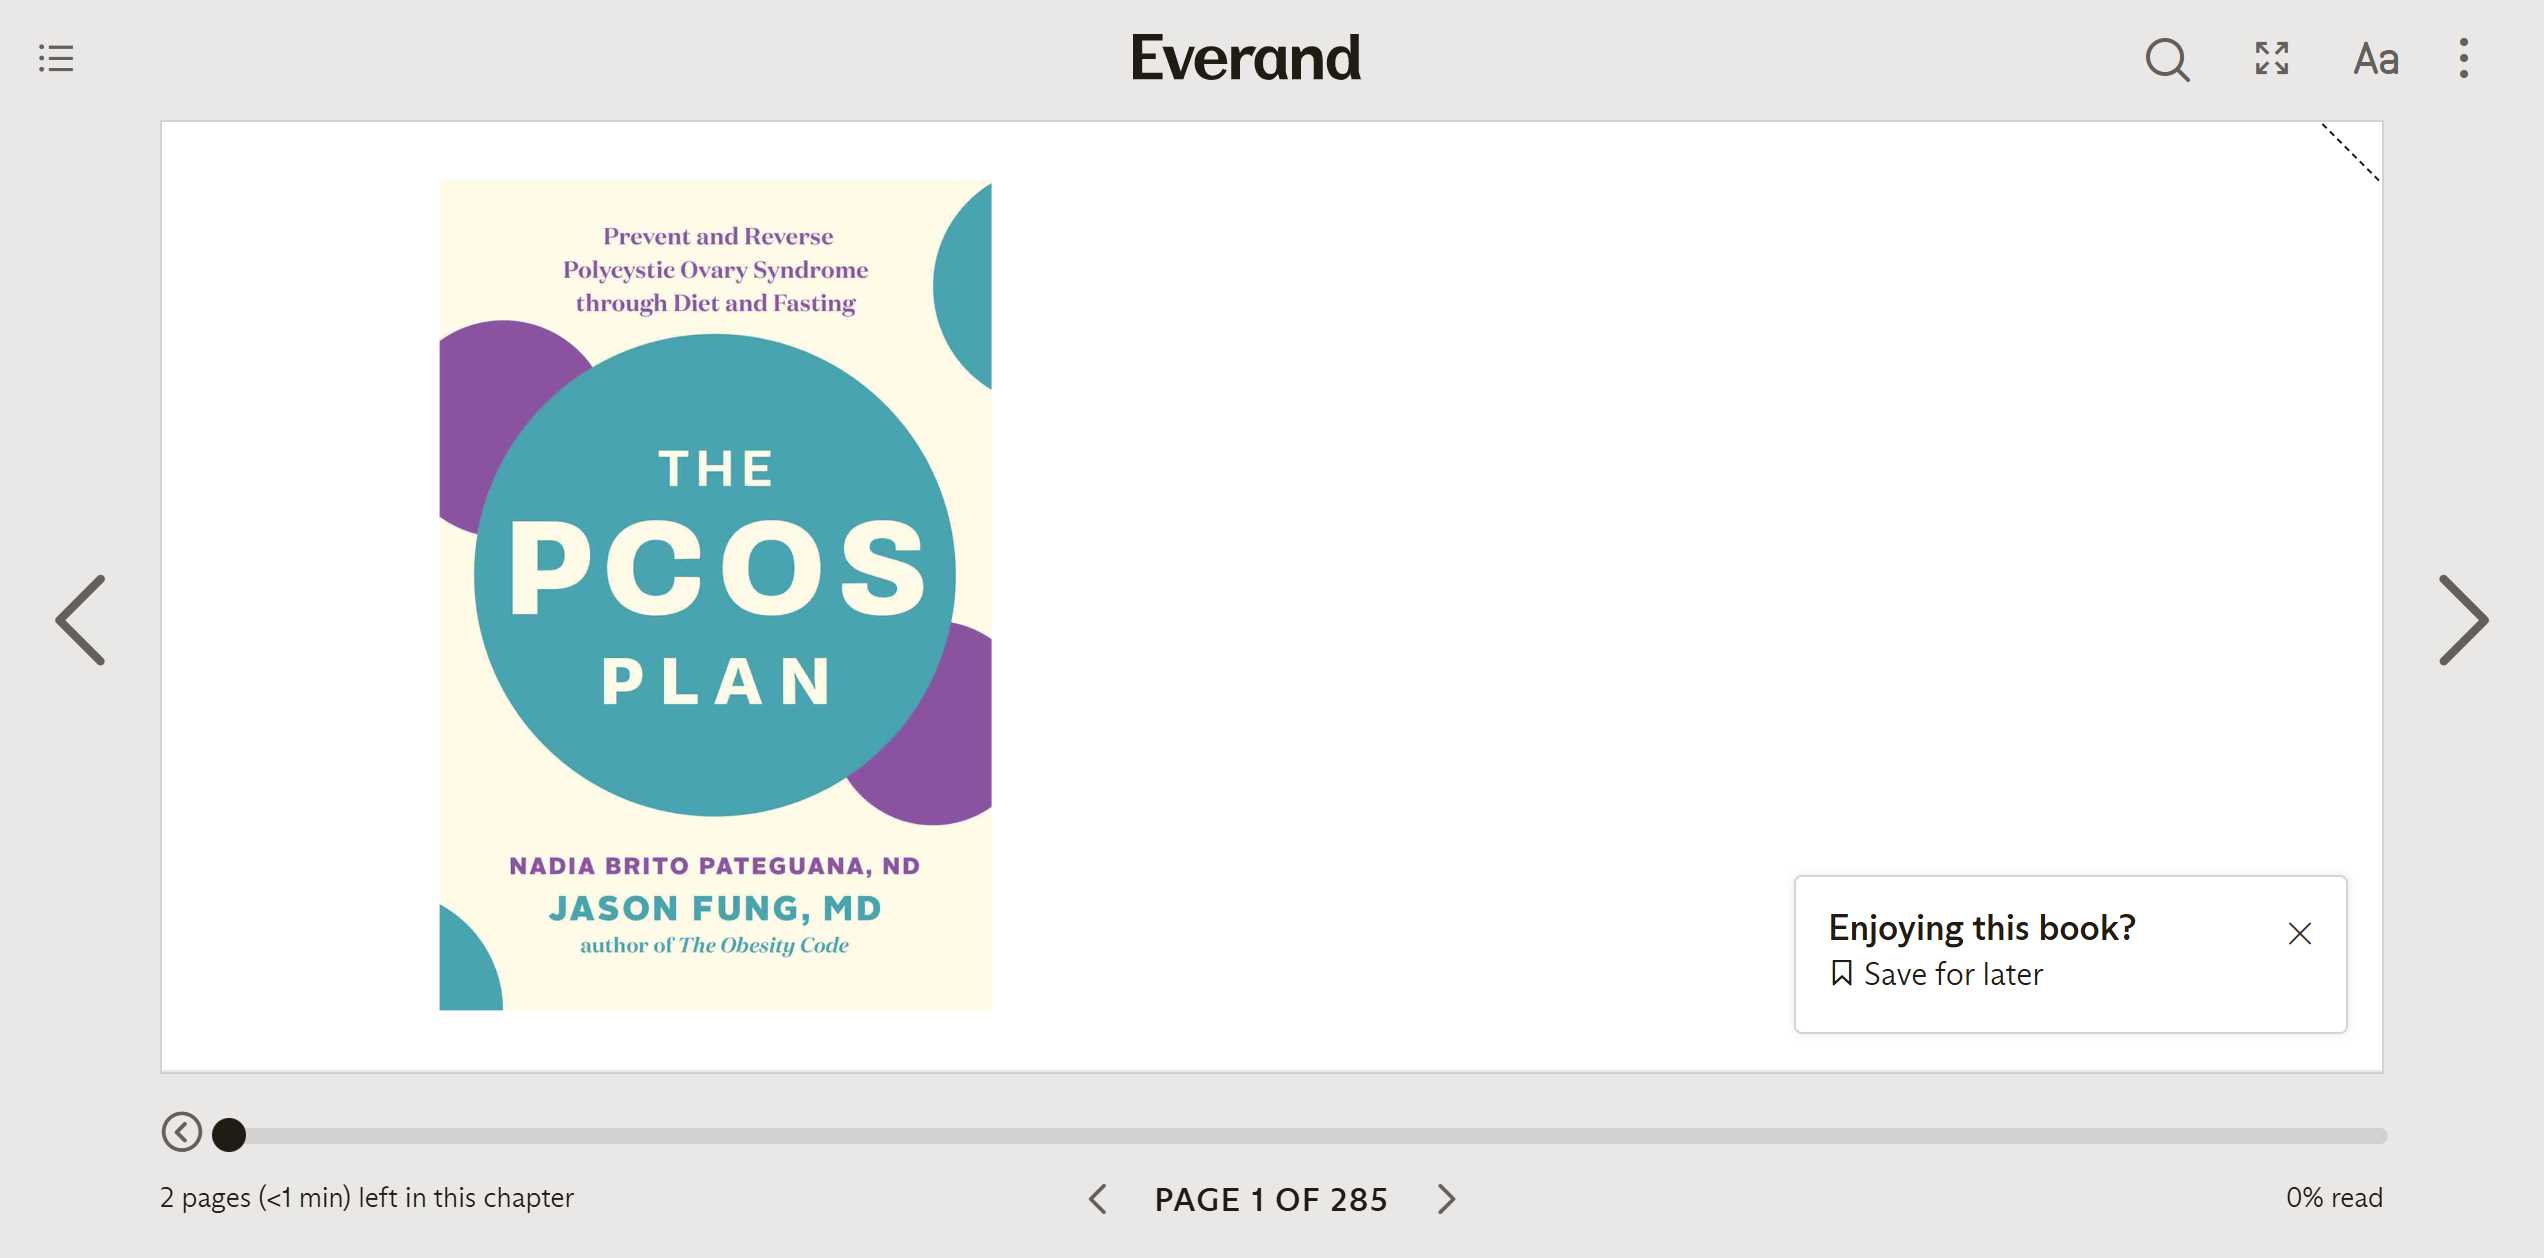 Everand
Aa
Prevent and Reverse
Polycystic Ovary Syndrome
through Diet and Fasting
THE
PCOS
PLAN
NADIA BRITO PATEGUANA, ND
JASON FUNG, MD
author of The Obesity Code
Enjoying this book?
Save for later
2 pages (<1 min) left in this chapter
PAGE 1 OF 285
0% read